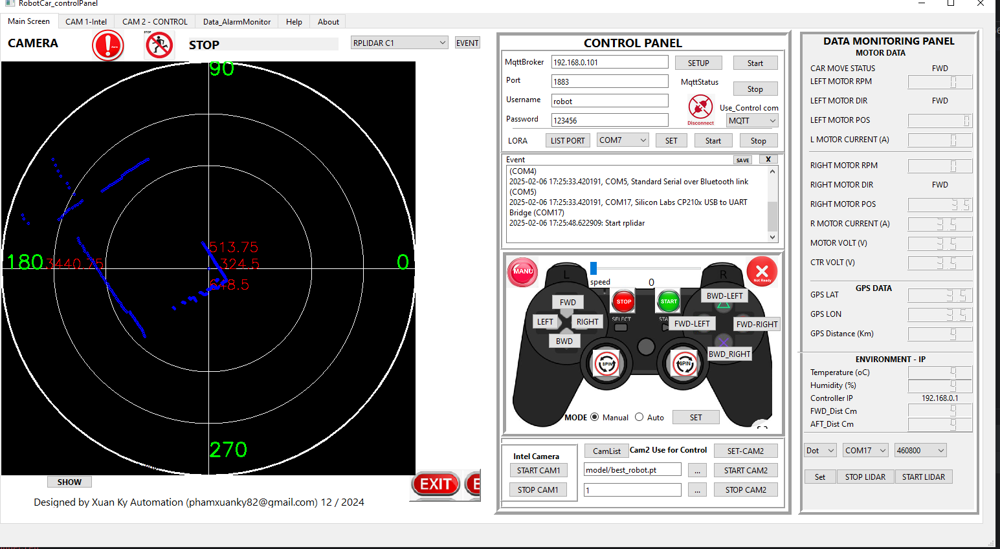 RobotCar_controlPanel
Main Screen
CAM 1-Intel
CAM 2 - CONTROL
Data_AlarmMonitor
Help
About
CAMERA
STOP
STOP
RPLIDAR C1
EVENT
90
180
0
270
513.75
3440.75
324.5
648.5
SHOW
EXIT
Designed by Xuan Ky Automation (phamxuanky82@gmail.com) 12 / 2024
CONTROL PANEL
MqttBroker
192.168.0.101
SETUP
Start
Port
1883
MqttStatus
Stop
Username
robot
Use_Control com
Password
123456
Disconnect
MQTT
LORA
LIST PORT
COM7
SET
Start
Stop
Event
SAVE
X
(COM4)
2025-02-06 17:25:33.420191, COM5, Standard Serial over Bluetooth link
(COM5)
2025-02-06 17:25:33.420191, COM17, Silicon Labs CP210x USB to UART
Bridge (COM17)
2025-02-06 17:25:48.622909: Start rplidar
MANU
L
speed
0
R
Not Ready
FWD
LEFT
RIGHT
BWD
STOP
START
SELECT
STA
BWD-LEFT
FWD-LEFT
FWD-RIGHT
BWD_RIGHT
SPIN
SPIN
MODE
Manual
Auto
SET
Intel Camera
START CAM1
STOP CAM1
CamList
Cam2 Use for Control
SET-CAM2
model/best_robot.pt
...
START CAM2
1
...
STOP CAM2
DATA MONITORING PANEL
MOTOR DATA
CAR MOVE STATUS
FWD
LEFT MOTOR RPM
0
LEFT MOTOR DIR
FWD
LEFT MOTOR POS
0
L MOTOR CURRENT (A)
0
RIGHT MOTOR RPM
0
RIGHT MOTOR DIR
FWD
RIGHT MOTOR POS
3.5
R MOTOR CURRENT (A)
3.5
MOTOR VOLT (V)
3.5
CTR VOLT (V)
3.5
GPS DATA
GPS LAT
3.5
GPS LON
3.5
GPS Distance (Km)
9
ENVIRONMENT - IP
Temperature (oC)
9
Humidity (%)
9
Controller IP
192.168.0.1
FWD_Dist Cm
9
AFT_Dist Cm
9
Dot
COM17
460800
Set
STOP LIDAR
START LIDAR